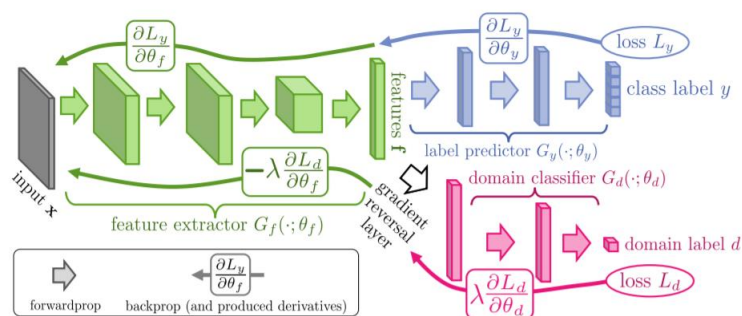 ∂L_y/∂θ_f
∂L_y/∂θ_y
loss L_y
features f
class label y
label predictor G_y(·;θ_y)
input x
−λ ∂L_d/∂θ_f
feature extractor G_f(·;θ_f)
gradient reversal layer
domain classifier G_d(·;θ_d)
domain label d
loss L_d
λ ∂L_d/∂θ_d
∂L_y/∂θ_f
forwardprop
backprop (and produced derivatives)